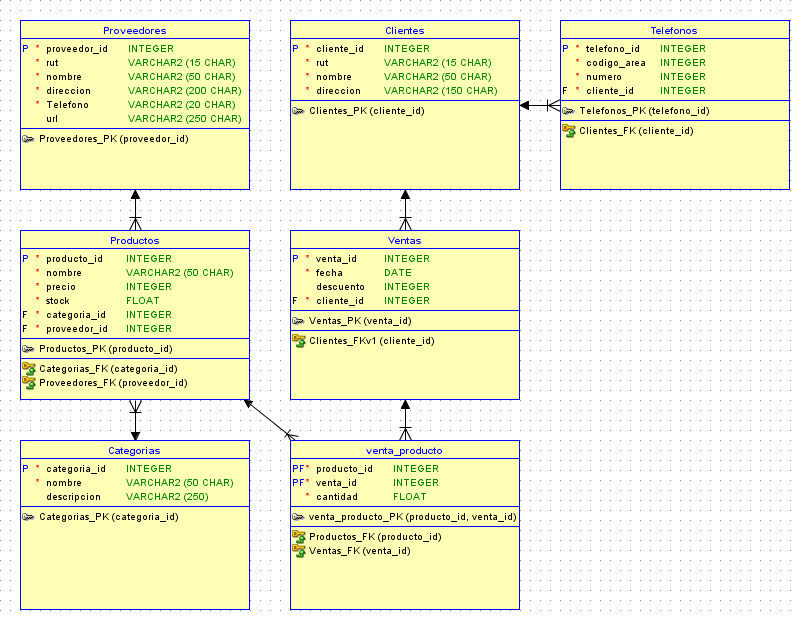 Proveedores
P * proveedor_id INTEGER
* rut VARCHAR2 (15 CHAR)
* nombre VARCHAR2 (50 CHAR)
* direccion VARCHAR2 (200 CHAR)
* Telefono VARCHAR2 (20 CHAR)
url VARCHAR2 (250 CHAR)
Proveedores_PK (proveedor_id)
Clientes
P * cliente_id INTEGER
* rut VARCHAR2 (15 CHAR)
* nombre VARCHAR2 (50 CHAR)
* direccion VARCHAR2 (150 CHAR)
Clientes_PK (cliente_id)
Telefonos
P * telefono_id INTEGER
* codigo_area INTEGER
* numero INTEGER
F * cliente_id INTEGER
Telefonos_PK (telefono_id)
Clientes_FK (cliente_id)
Productos
P * producto_id INTEGER
* nombre VARCHAR2 (50 CHAR)
* precio INTEGER
* stock FLOAT
F * categoria_id INTEGER
F * proveedor_id INTEGER
Productos_PK (producto_id)
Categorias_FK (categoria_id)
Proveedores_FK (proveedor_id)
Ventas
P * venta_id INTEGER
* fecha DATE
descuento INTEGER
F * cliente_id INTEGER
Ventas_PK (venta_id)
Clientes_FKv1 (cliente_id)
Categorias
P * categoria_id INTEGER
* nombre VARCHAR2 (50 CHAR)
descripcion VARCHAR2 (250)
Categorias_PK (categoria_id)
venta_producto
PF* producto_id INTEGER
PF* venta_id INTEGER
* cantidad FLOAT
venta_producto_PK (producto_id, venta_id)
Productos_FK (producto_id)
Ventas_FK (venta_id)